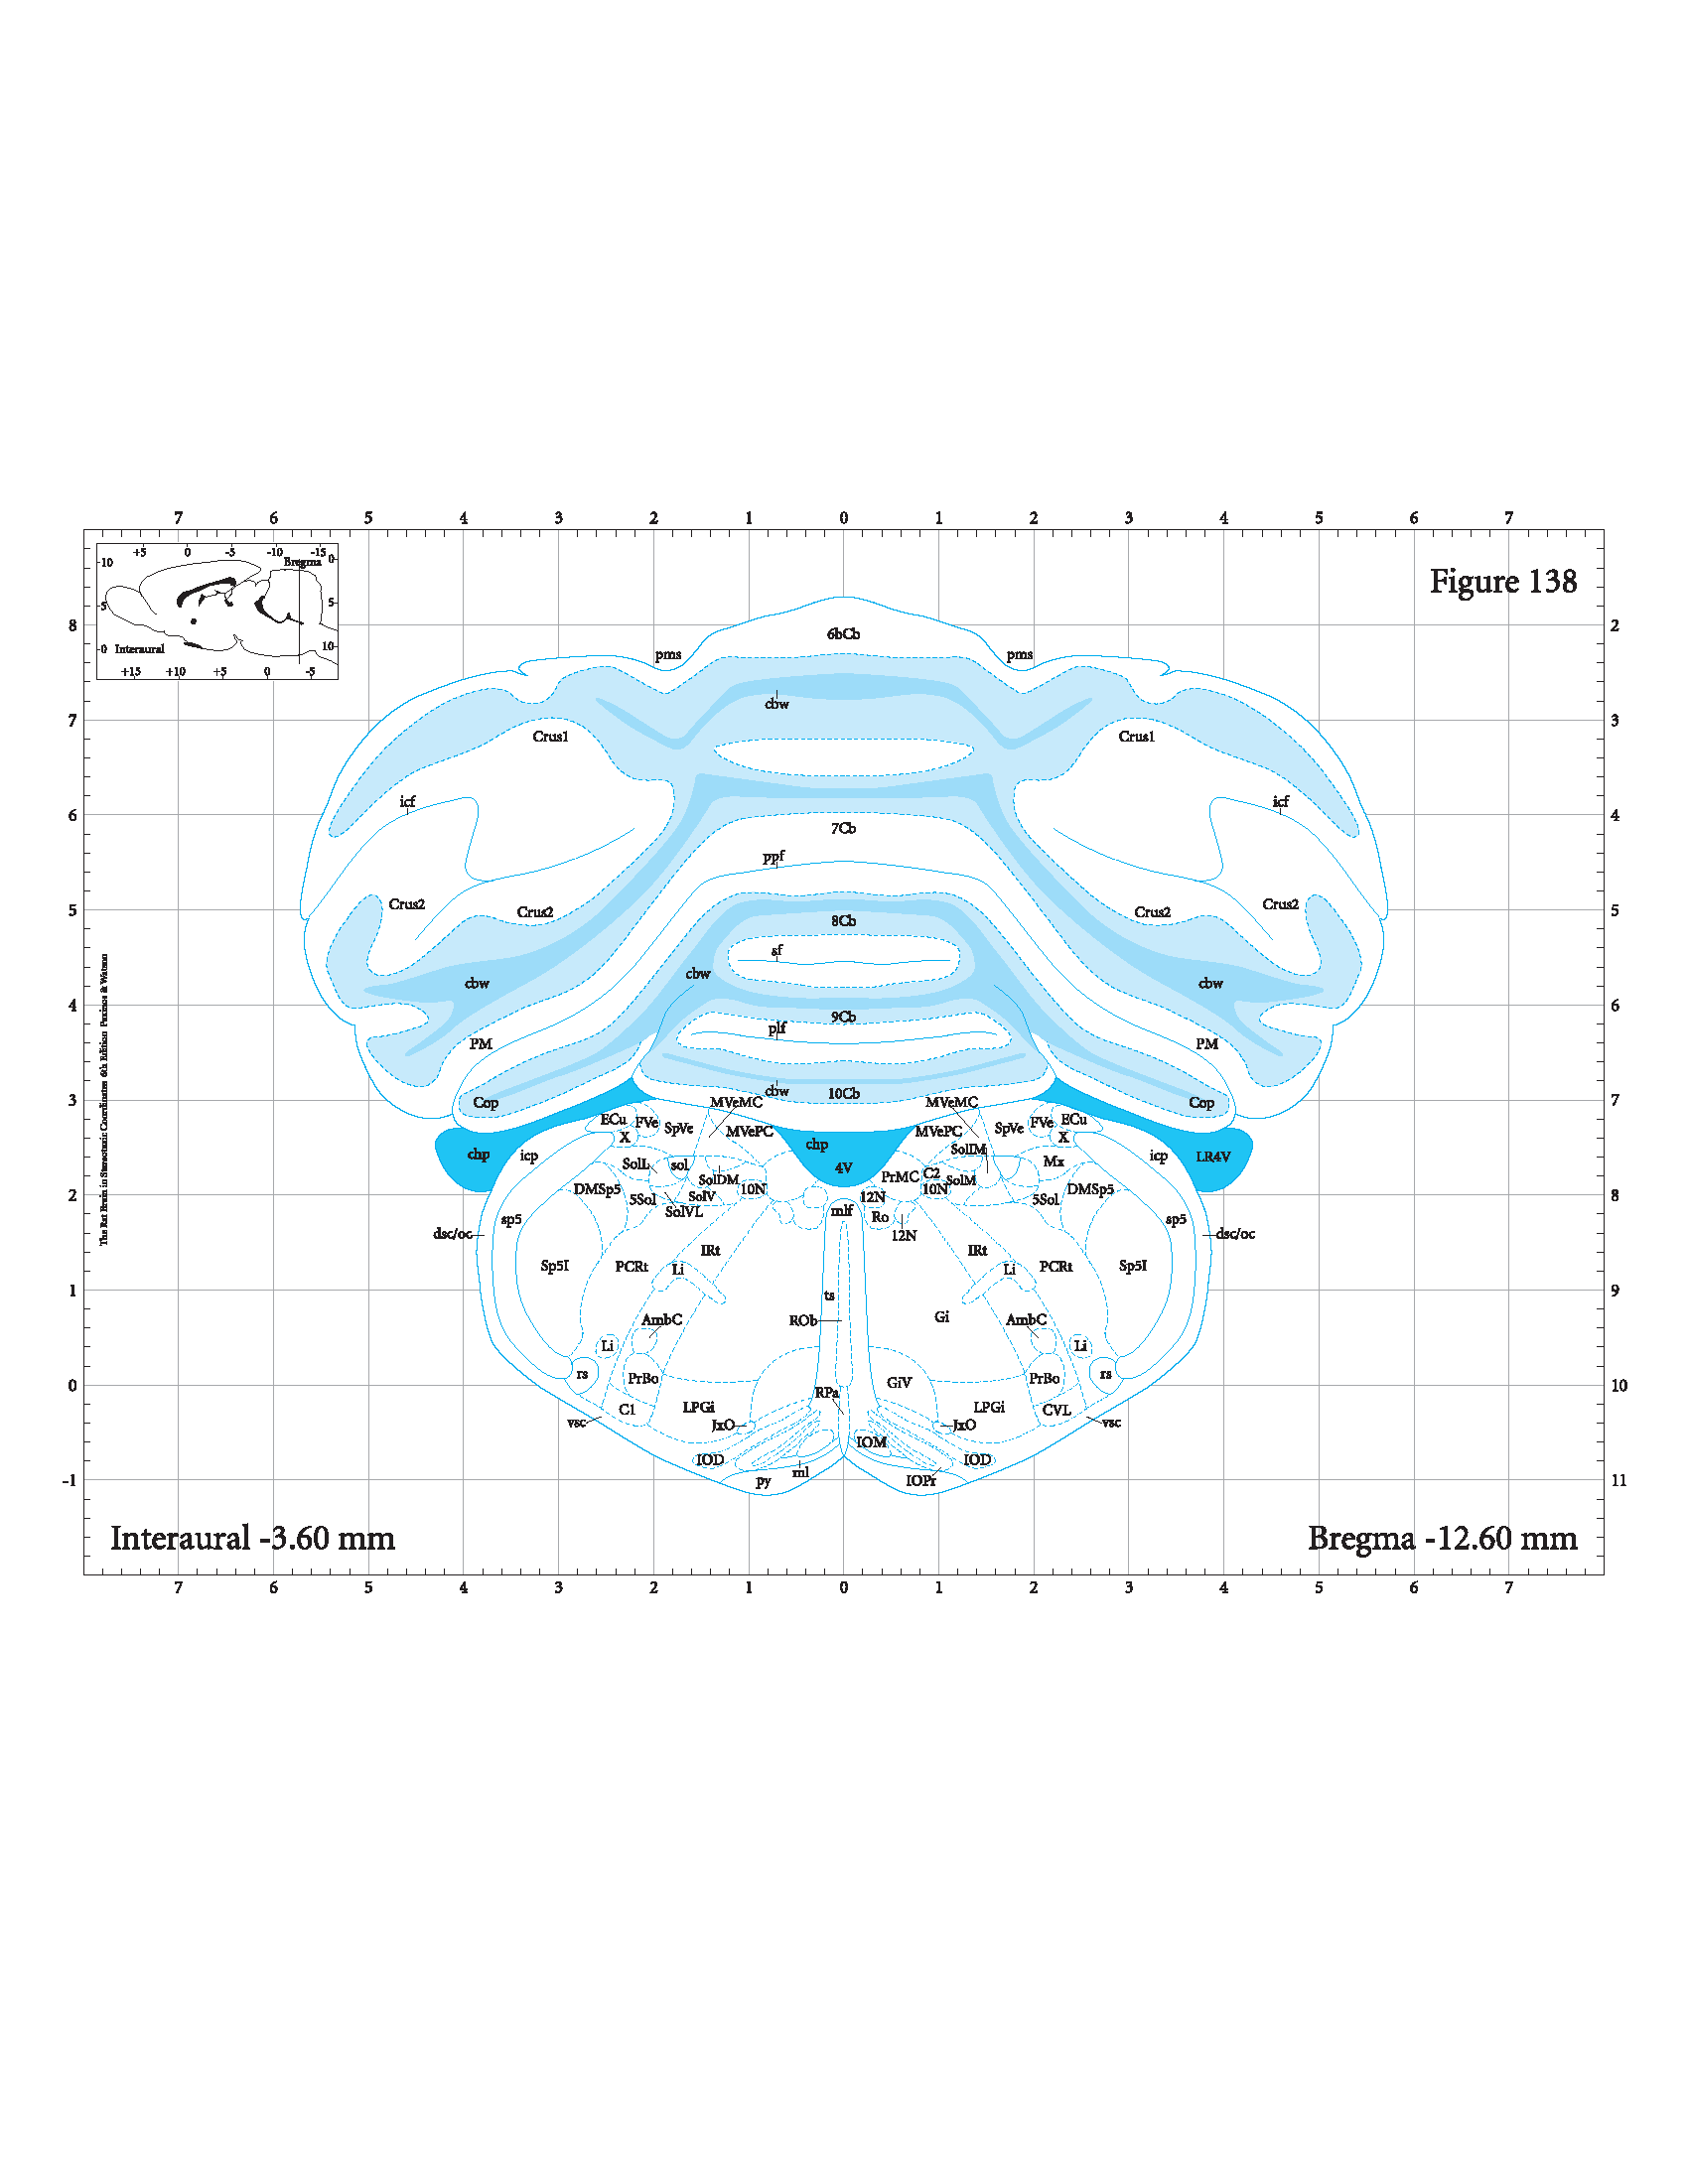 7 6 5 4 3 2 1 0 1 2 3 4 5 6 7
+5 0 -5 -10 -15
Bregma 0
10
5 5
0 Interaural 10
+15 +10 +5 0 -5
Figure 138
8 2
6bCb
pms pms
cbw
7 3
Crus1 Crus1
icf icf
6 4
7Cb
ppf
Crus2 Crus2 Crus2 Crus2
5 5
8Cb
sf
cbw cbw cbw
4 6
9Cb
plf
PM PM
cbw 10Cb
3 7
Cop MVeMC MVeMC Cop
ECu FVe SpVe MVePC MVePC SpVe FVe ECu
X chp SolIM X
chp icp SolL sol 4V Mx icp LR4V
SolDM PrMC C2 SolM
2 8
DMSp5 5Sol SolV 10N 12N 10N 5Sol DMSp5
SolVL mlf
sp5 Ro sp5
dsc/oc 12N dsc/oc
IRt IRt
Sp5I PCRt Li Li PCRt Sp5I
1 9
ts
ROb Gi
AmbC AmbC
Li Li
rs PrBo PrBo rs
0 10
RPa GiV
C1 LPGi LPGi CVL
vsc JxO JxO vsc
IOM
IOD IOD
ml
py IOPr
-1 11
The Rat Brain in Stereotaxic Coordinates 6th Edition Paxinos & Watson
Interaural -3.60 mm Bregma -12.60 mm
7 6 5 4 3 2 1 0 1 2 3 4 5 6 7